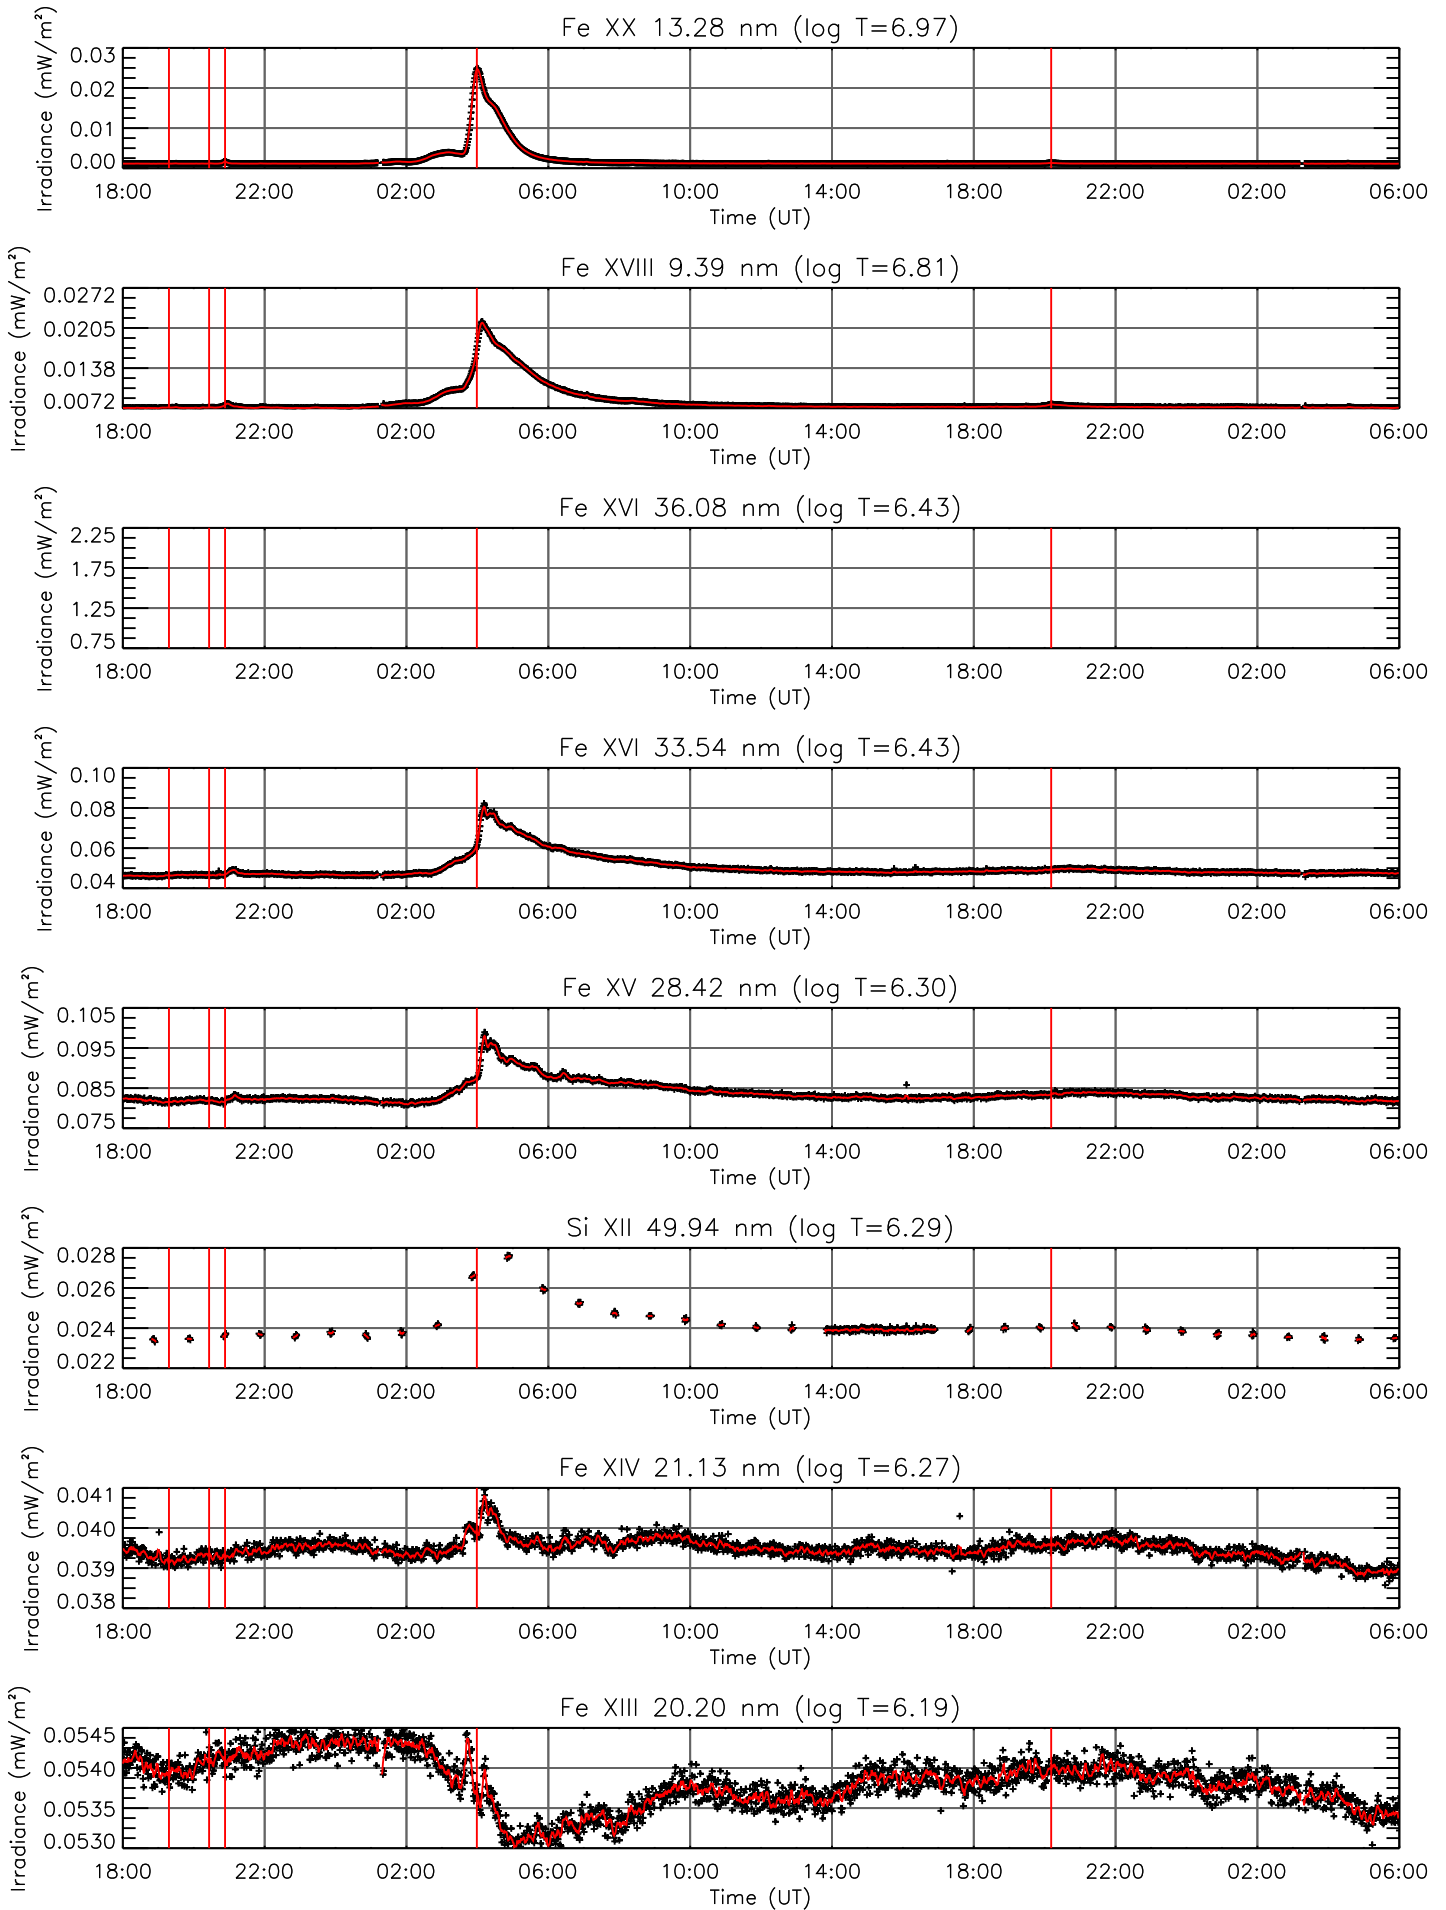 Fe XX 13.28 nm (log T=6.97)
Irradiance (mW/m²)
0.03
0.02
0.01
0.00
18:00 22:00 02:00 06:00 10:00 14:00 18:00 22:00 02:00 06:00
Time (UT)
Fe XVIII 9.39 nm (log T=6.81)
Irradiance (mW/m²)
0.0272
0.0205
0.0138
0.0072
18:00 22:00 02:00 06:00 10:00 14:00 18:00 22:00 02:00 06:00
Time (UT)
Fe XVI 36.08 nm (log T=6.43)
Irradiance (mW/m²)
2.25
1.75
1.25
0.75
18:00 22:00 02:00 06:00 10:00 14:00 18:00 22:00 02:00 06:00
Time (UT)
Fe XVI 33.54 nm (log T=6.43)
Irradiance (mW/m²)
0.10
0.08
0.06
0.04
18:00 22:00 02:00 06:00 10:00 14:00 18:00 22:00 02:00 06:00
Time (UT)
Fe XV 28.42 nm (log T=6.30)
Irradiance (mW/m²)
0.105
0.095
0.085
0.075
18:00 22:00 02:00 06:00 10:00 14:00 18:00 22:00 02:00 06:00
Time (UT)
Si XII 49.94 nm (log T=6.29)
Irradiance (mW/m²)
0.028
0.026
0.024
0.022
18:00 22:00 02:00 06:00 10:00 14:00 18:00 22:00 02:00 06:00
Time (UT)
Fe XIV 21.13 nm (log T=6.27)
Irradiance (mW/m²)
0.041
0.040
0.039
0.038
18:00 22:00 02:00 06:00 10:00 14:00 18:00 22:00 02:00 06:00
Time (UT)
Fe XIII 20.20 nm (log T=6.19)
Irradiance (mW/m²)
0.0545
0.0540
0.0535
0.0530
18:00 22:00 02:00 06:00 10:00 14:00 18:00 22:00 02:00 06:00
Time (UT)